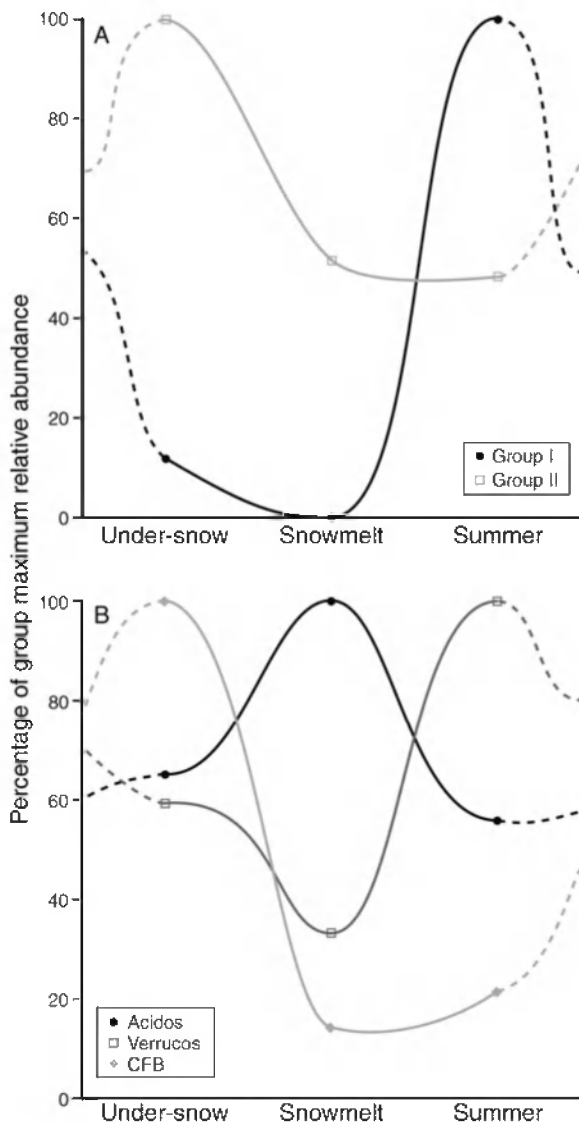 Percentage of group maximum relative abundance
A
100
80
60
40
20
0
Group I
Group II
Under-snow Snowmelt Summer
B
100
80
60
40
20
0
Acidos
Verrucos
CFB
Under-snow Snowmelt Summer